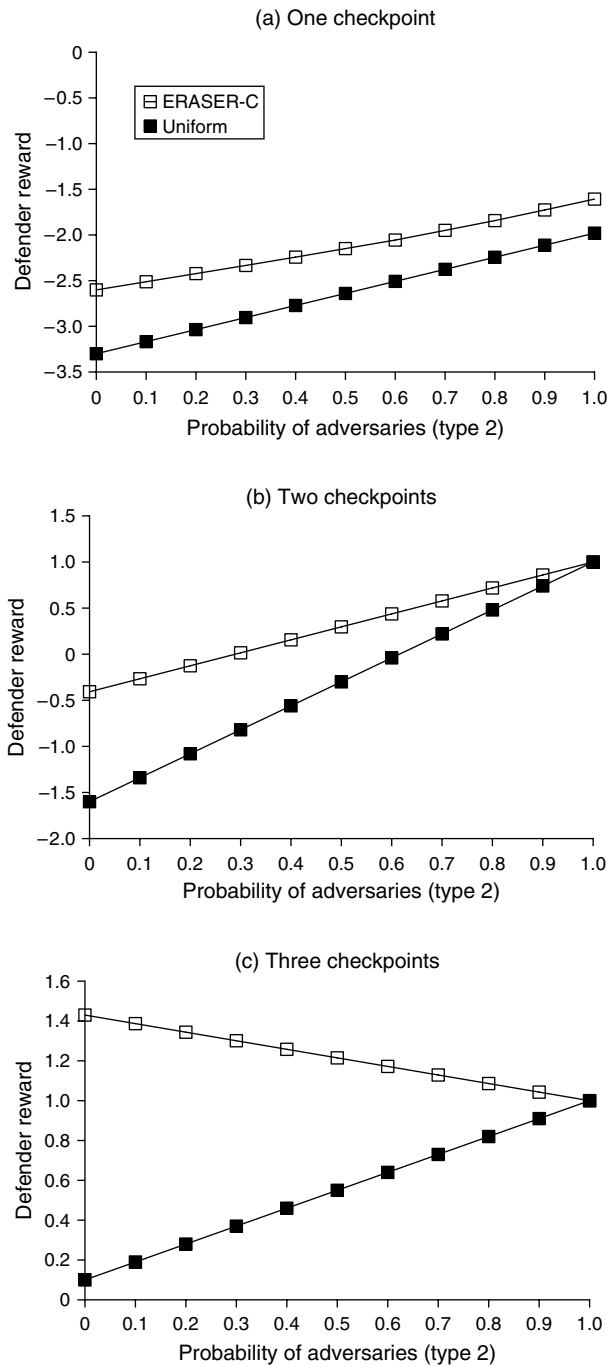 (a) One checkpoint
0
−0.5
ERASER-C
−1.0
Uniform
−1.5
−2.0
−2.5
−3.0
−3.5
Defender reward
0 0.1 0.2 0.3 0.4 0.5 0.6 0.7 0.8 0.9 1.0
Probability of adversaries (type 2)
(b) Two checkpoints
1.5
1.0
0.5
0
−0.5
−1.0
−1.5
−2.0
Defender reward
0 0.1 0.2 0.3 0.4 0.5 0.6 0.7 0.8 0.9 1.0
Probability of adversaries (type 2)
(c) Three checkpoints
1.6
1.4
1.2
1.0
0.8
0.6
0.4
0.2
0
Defender reward
0 0.1 0.2 0.3 0.4 0.5 0.6 0.7 0.8 0.9 1.0
Probability of adversaries (type 2)